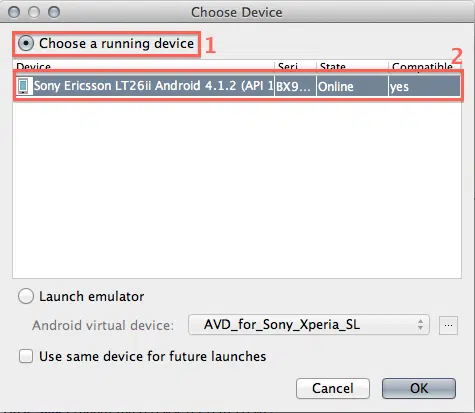 Choose Device
Choose a running device 1
2
Device Seri... State Compatible
Sony Ericsson LT26ii Android 4.1.2 (API 1 BX9... Online yes
Launch emulator
Android virtual device: AVD_for_Sony_Xperia_SL ...
Use same device for future launches
Cancel OK